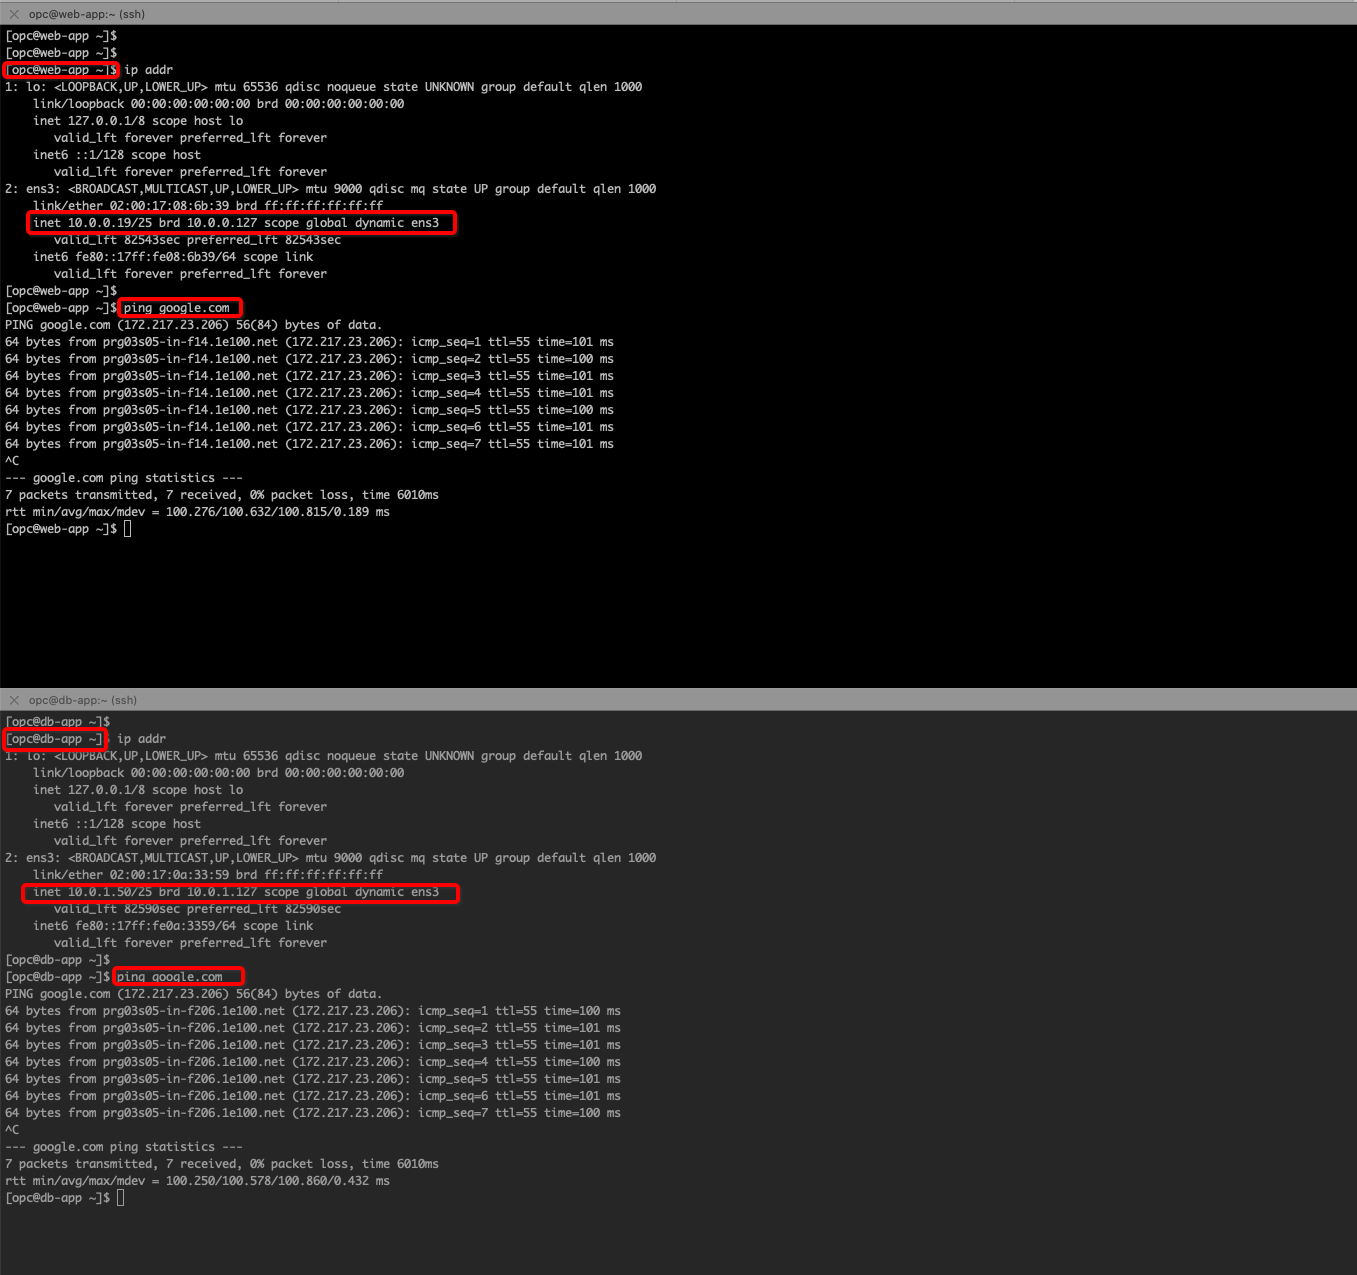 opc@web-app:~ (ssh)
[opc@web-app ~]$
[opc@web-app ~]$
[opc@web-app ~]$ ip addr
1: lo: <LOOPBACK,UP,LOWER_UP> mtu 65536 qdisc noqueue state UNKNOWN group default qlen 1000
    link/loopback 00:00:00:00:00:00 brd 00:00:00:00:00:00
    inet 127.0.0.1/8 scope host lo
       valid_lft forever preferred_lft forever
    inet6 ::1/128 scope host
       valid_lft forever preferred_lft forever
2: ens3: <BROADCAST,MULTICAST,UP,LOWER_UP> mtu 9000 qdisc mq state UP group default qlen 1000
    link/ether 02:00:17:08:6b:39 brd ff:ff:ff:ff:ff:ff
    inet 10.0.0.19/25 brd 10.0.0.127 scope global dynamic ens3
       valid_lft 82543sec preferred_lft 82543sec
    inet6 fe80::17ff:fe08:6b39/64 scope link
       valid_lft forever preferred_lft forever
[opc@web-app ~]$
[opc@web-app ~]$ ping google.com
PING google.com (172.217.23.206) 56(84) bytes of data.
64 bytes from prg03s05-in-f14.1e100.net (172.217.23.206): icmp_seq=1 ttl=55 time=101 ms
64 bytes from prg03s05-in-f14.1e100.net (172.217.23.206): icmp_seq=2 ttl=55 time=100 ms
64 bytes from prg03s05-in-f14.1e100.net (172.217.23.206): icmp_seq=3 ttl=55 time=101 ms
64 bytes from prg03s05-in-f14.1e100.net (172.217.23.206): icmp_seq=4 ttl=55 time=101 ms
64 bytes from prg03s05-in-f14.1e100.net (172.217.23.206): icmp_seq=5 ttl=55 time=100 ms
64 bytes from prg03s05-in-f14.1e100.net (172.217.23.206): icmp_seq=6 ttl=55 time=101 ms
64 bytes from prg03s05-in-f14.1e100.net (172.217.23.206): icmp_seq=7 ttl=55 time=101 ms
^C
--- google.com ping statistics ---
7 packets transmitted, 7 received, 0% packet loss, time 6010ms
rtt min/avg/max/mdev = 100.276/100.632/100.815/0.189 ms
[opc@web-app ~]$
opc@db-app:~ (ssh)
[opc@db-app ~]$
[opc@db-app ~] ip addr
1: lo: <LOOPBACK,UP,LOWER_UP> mtu 65536 qdisc noqueue state UNKNOWN group default qlen 1000
    link/loopback 00:00:00:00:00:00 brd 00:00:00:00:00:00
    inet 127.0.0.1/8 scope host lo
       valid_lft forever preferred_lft forever
    inet6 ::1/128 scope host
       valid_lft forever preferred_lft forever
2: ens3: <BROADCAST,MULTICAST,UP,LOWER_UP> mtu 9000 qdisc mq state UP group default qlen 1000
    link/ether 02:00:17:0a:33:59 brd ff:ff:ff:ff:ff:ff
    inet 10.0.1.50/25 brd 10.0.1.127 scope global dynamic ens3
       valid_lft 82590sec preferred_lft 82590sec
    inet6 fe80::17ff:fe0a:3359/64 scope link
       valid_lft forever preferred_lft forever
[opc@db-app ~]$
[opc@db-app ~]$ ping google.com
PING google.com (172.217.23.206) 56(84) bytes of data.
64 bytes from prg03s05-in-f206.1e100.net (172.217.23.206): icmp_seq=1 ttl=55 time=100 ms
64 bytes from prg03s05-in-f206.1e100.net (172.217.23.206): icmp_seq=2 ttl=55 time=101 ms
64 bytes from prg03s05-in-f206.1e100.net (172.217.23.206): icmp_seq=3 ttl=55 time=101 ms
64 bytes from prg03s05-in-f206.1e100.net (172.217.23.206): icmp_seq=4 ttl=55 time=100 ms
64 bytes from prg03s05-in-f206.1e100.net (172.217.23.206): icmp_seq=5 ttl=55 time=101 ms
64 bytes from prg03s05-in-f206.1e100.net (172.217.23.206): icmp_seq=6 ttl=55 time=101 ms
64 bytes from prg03s05-in-f206.1e100.net (172.217.23.206): icmp_seq=7 ttl=55 time=100 ms
^C
--- google.com ping statistics ---
7 packets transmitted, 7 received, 0% packet loss, time 6010ms
rtt min/avg/max/mdev = 100.250/100.578/100.860/0.432 ms
[opc@db-app ~]$